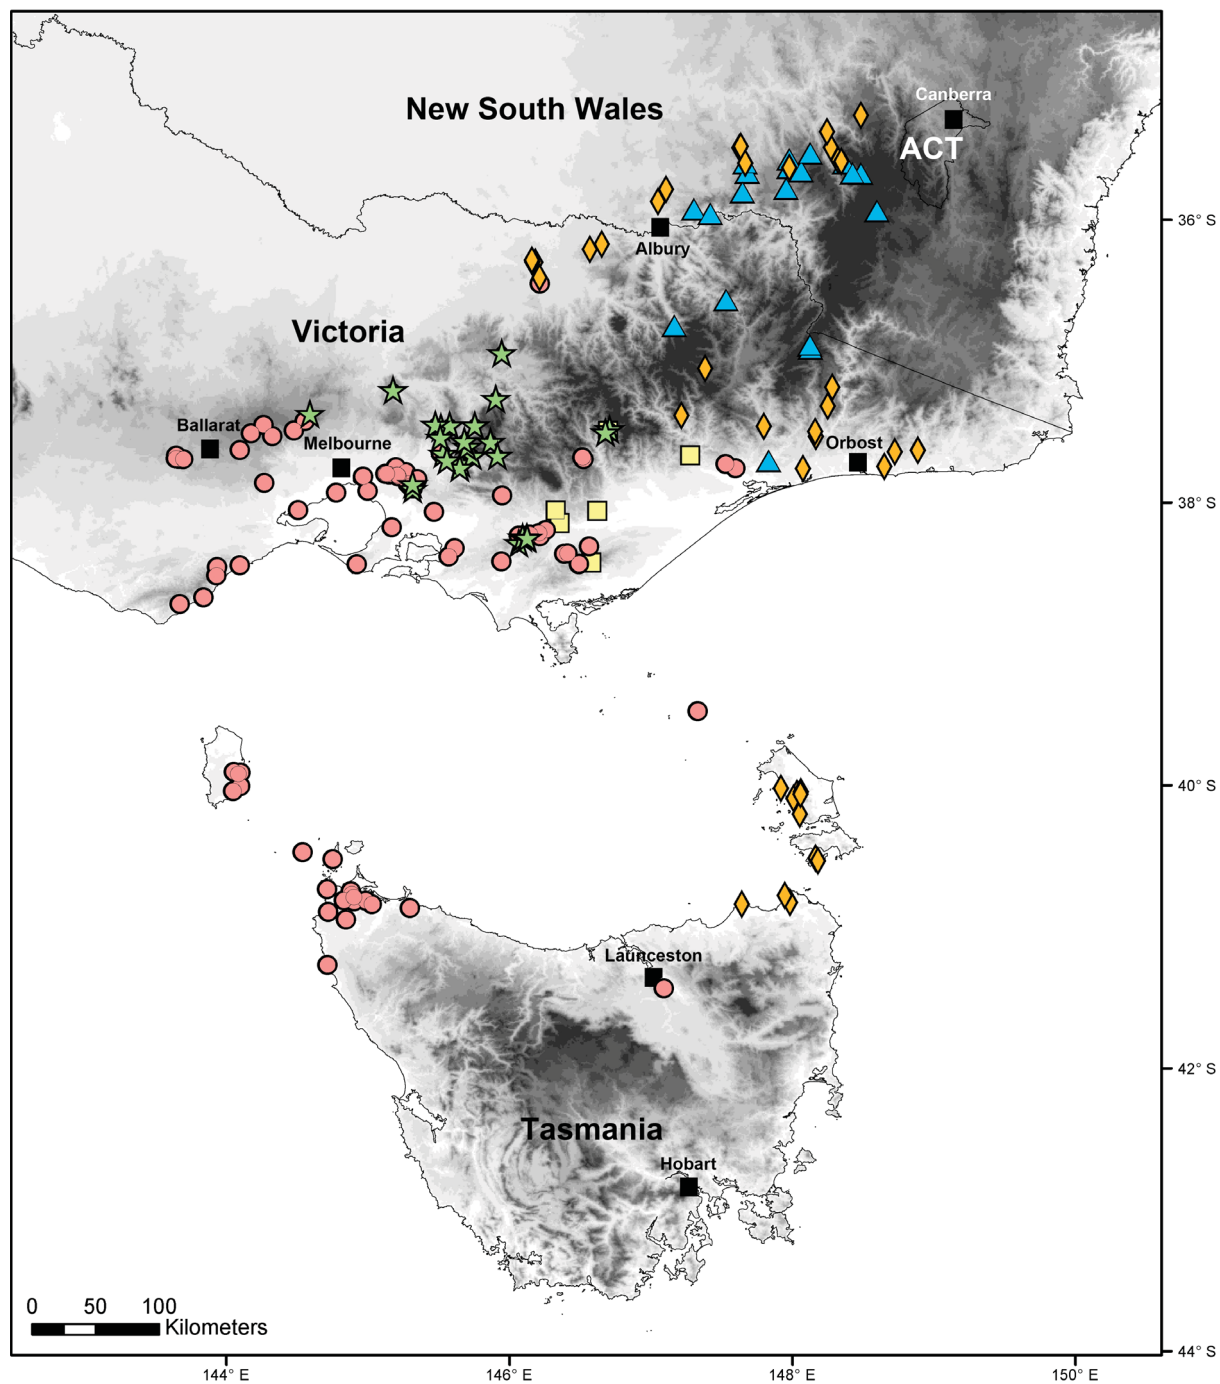 Canberra
New South Wales
ACT
36° S
Albury
Victoria
Ballarat
Melbourne
Orbost
38° S
40° S
Launceston
42° S
Tasmania
Hobart
0 50 100
Kilometers
44° S
144° E 146° E 148° E 150° E